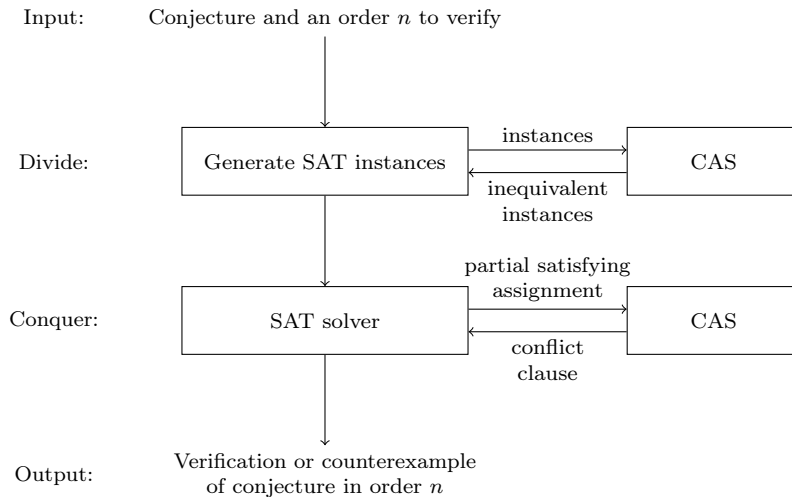 Input: Conjecture and an order n to verify
Divide: Generate SAT instances instances inequivalent instances CAS
Conquer: SAT solver partial satisfying assignment conflict clause CAS
Output: Verification or counterexample
of conjecture in order n